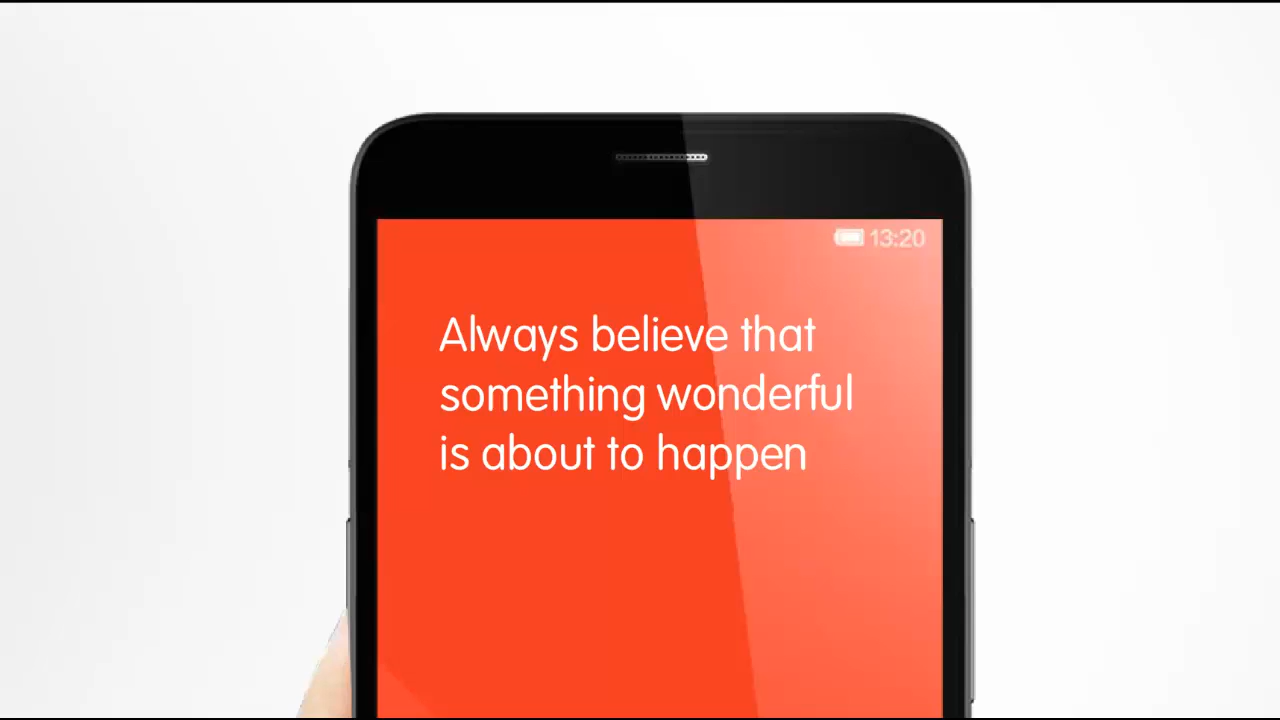 13:20
Always believe that
something wonderful
is about to happen